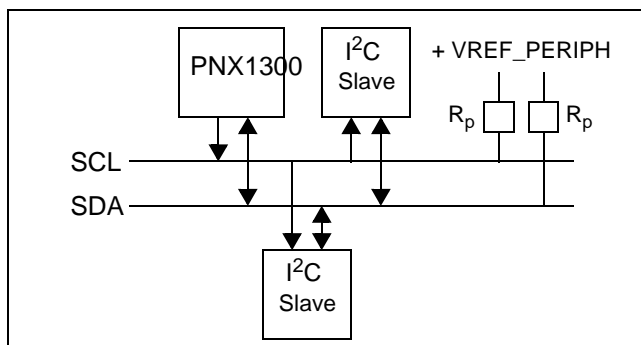 PNX1300
I²C
Slave
+ VREF_PERIPH
Rp
Rp
SCL
SDA
I²C
Slave